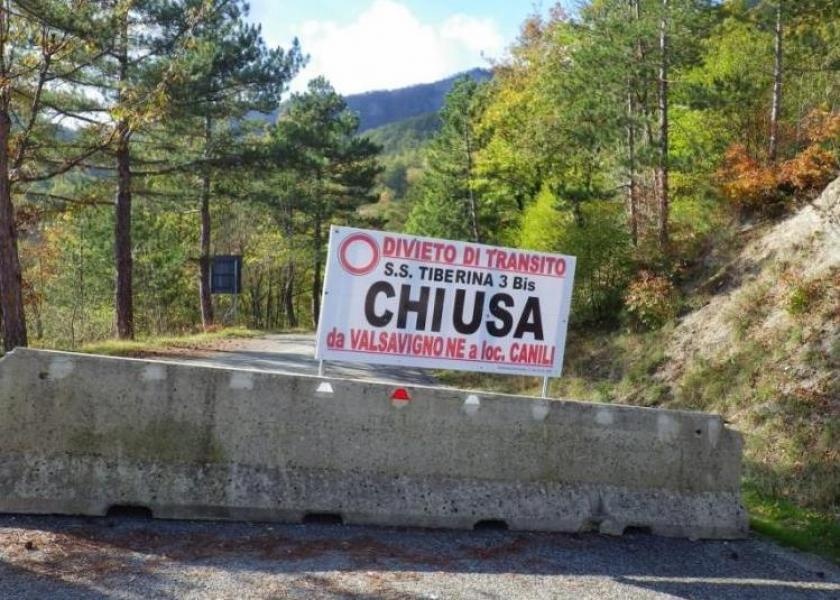 DIVIETO DI TRANSITO
S.S. TIBERINA 3 Bis
CHIUSA
da VALSAVIGNONE a loc. CANILI